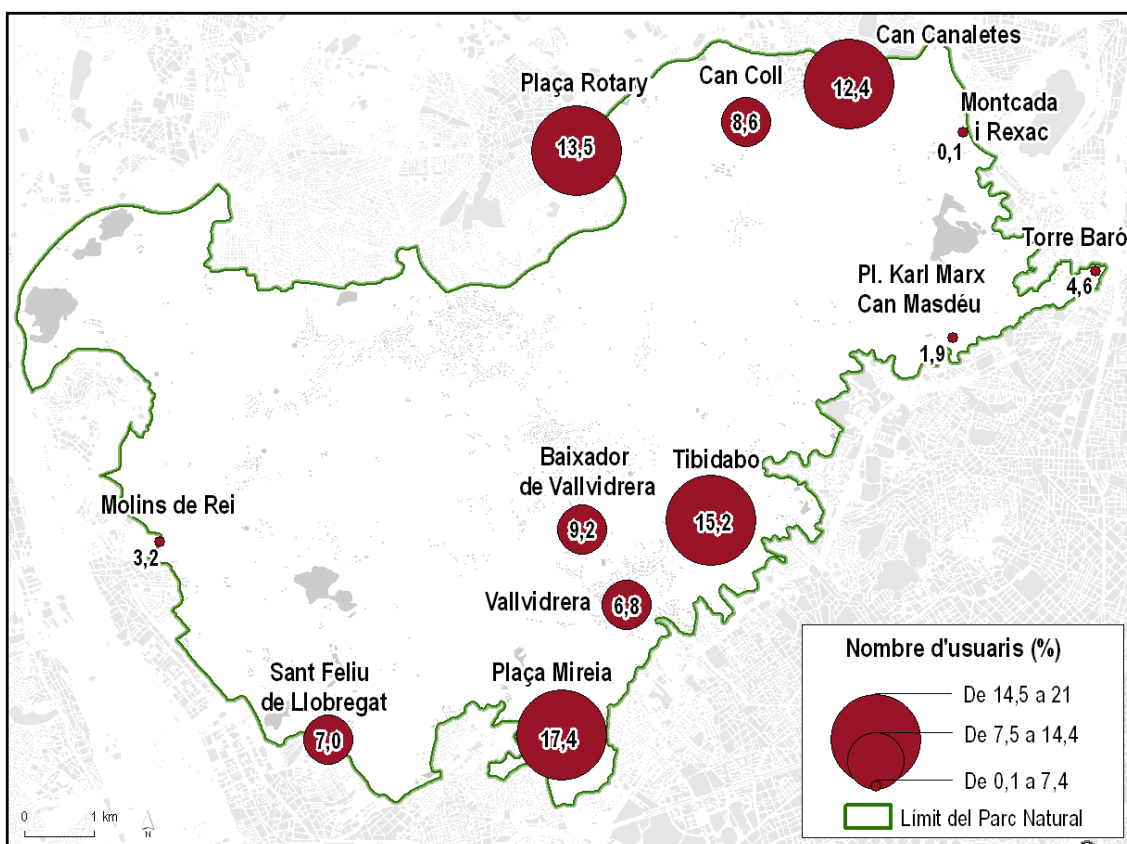 Can Canaletes
12,4
Plaça Rotary
13,5
Can Coll
8,6
Montcada
i Rexac
0,1
Torre Baró
4,6
Pl. Karl Marx
Can Masdéu
1,9
Baixador
de Vallvidrera
9,2
Tibidabo
15,2
Molins de Rei
3,2
Vallvidrera
6,8
Sant Feliu
de Llobregat
7,0
Plaça Mireia
17,4
Nombre d'usuaris (%)
De 14,5 a 21
De 7,5 a 14,4
De 0,1 a 7,4
Límit del Parc Natural
0 1 km
N